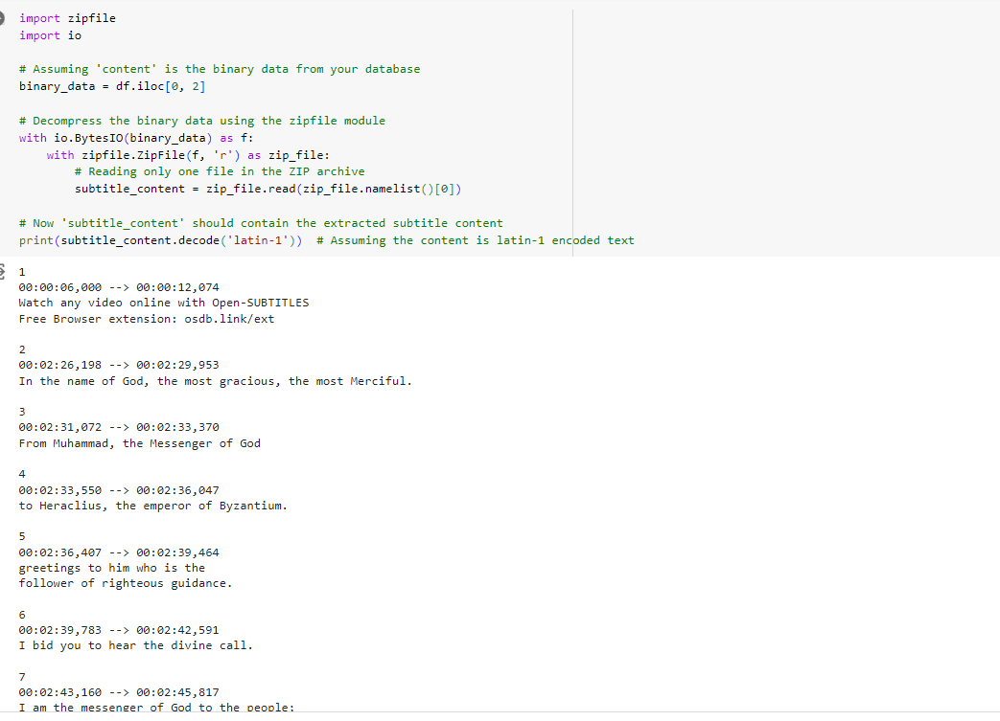 import zipfile
import io
# Assuming 'content' is the binary data from your database
binary_data = df.iloc[0, 2]
# Decompress the binary data using the zipfile module
with io.BytesIO(binary_data) as f:
    with zipfile.ZipFile(f, 'r') as zip_file:
        # Reading only one file in the ZIP archive
        subtitle_content = zip_file.read(zip_file.namelist()[0])
# Now 'subtitle_content' should contain the extracted subtitle content
print(subtitle_content.decode('latin-1'))  # Assuming the content is latin-1 encoded text
1
00:00:06,000 --> 00:00:12,074
Watch any video online with Open-SUBTITLES
Free Browser extension: osdb.link/ext
2
00:02:26,198 --> 00:02:29,953
In the name of God, the most gracious, the most Merciful.
3
00:02:31,072 --> 00:02:33,370
From Muhammad, the Messenger of God
4
00:02:33,550 --> 00:02:36,047
to Heraclius, the emperor of Byzantium.
5
00:02:36,407 --> 00:02:39,464
greetings to him who is the
follower of righteous guidance.
6
00:02:39,783 --> 00:02:42,591
I bid you to hear the divine call.
7
00:02:43,160 --> 00:02:45,817
I am the messenger of God to the people;